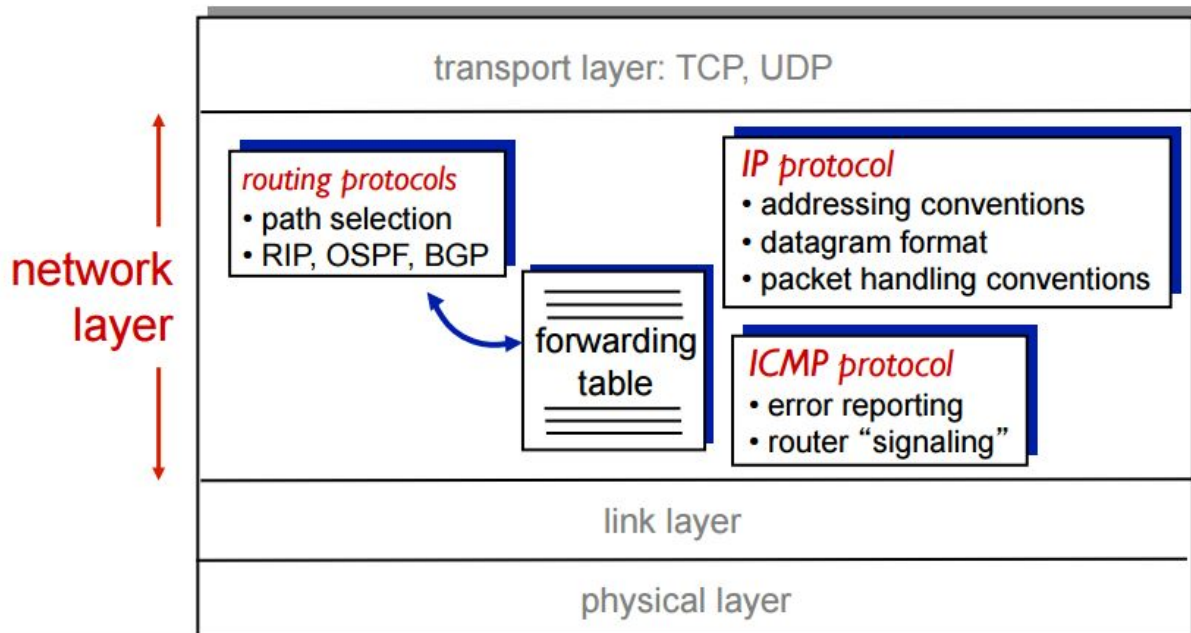 transport layer: TCP, UDP
network
layer
routing protocols
• path selection
• RIP, OSPF, BGP
forwarding
table
IP protocol
• addressing conventions
• datagram format
• packet handling conventions
ICMP protocol
• error reporting
• router “signaling”
link layer
physical layer